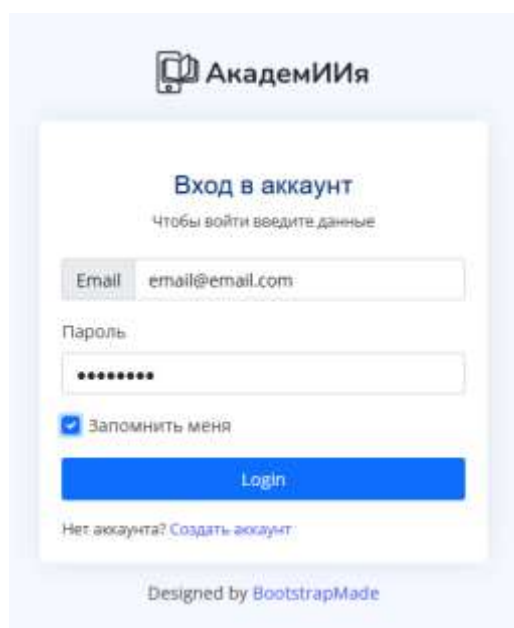 АкадемИИя
Вход в аккаунт
Чтобы войти введите данные
Email email@email.com
Пароль
••••••••
Запомнить меня
Login
Нет аккаунта? Создать аккаунт
Designed by BootstrapMade